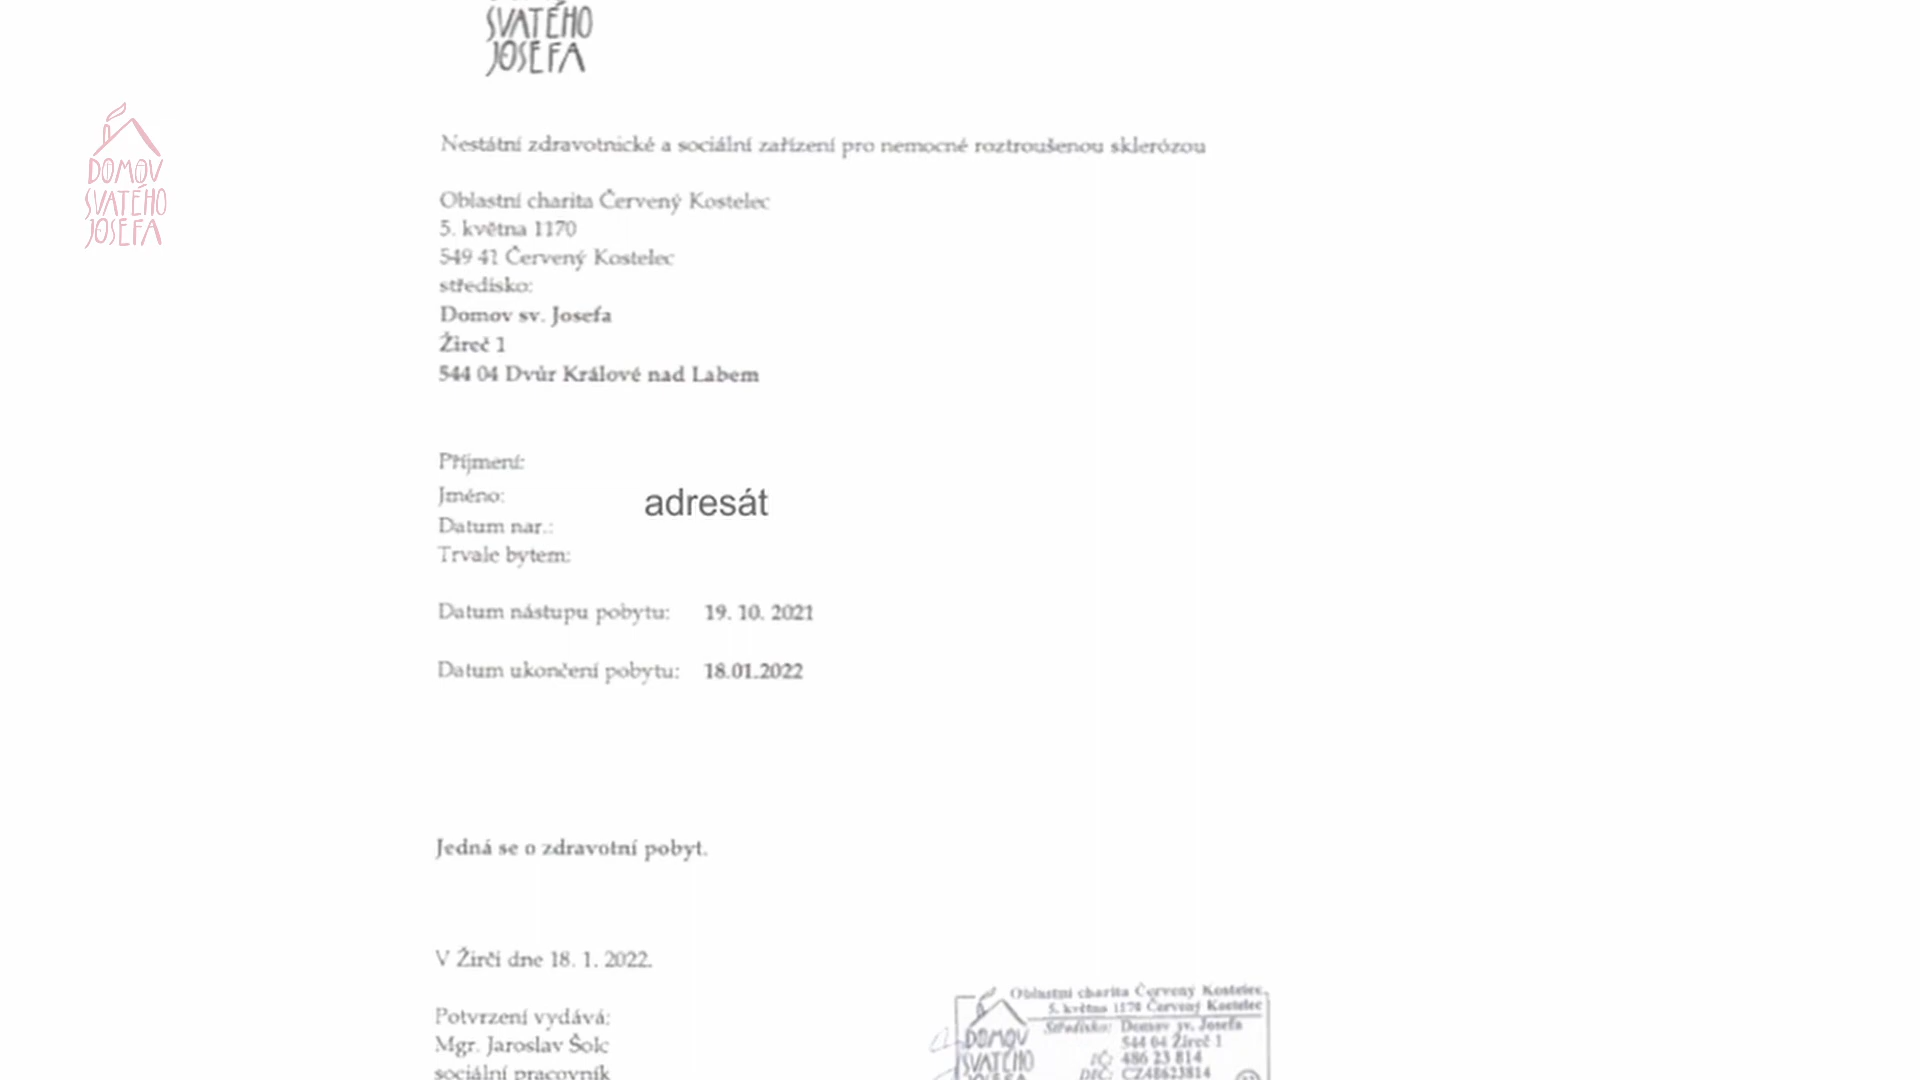 SVATÉHO
JOSEFA
DOMOV
SVATÉHO
JOSEFA
Nestátní zdravotnické a sociální zařízení pro nemocné roztroušenou sklerózou
Oblastní charita Červený Kostelec
5. května 1170
549 41 Červený Kostelec
středisko:
Domov sv. Josefa
Žireč 1
544 04 Dvůr Králové nad Labem
Příjmení:
Jméno:
adresát
Datum nar.:
Trvale bytem:
Datum nástupu pobytu: 19. 10. 2021
Datum ukončení pobytu: 18.01.2022
Jedná se o zdravotní pobyt.
V Žirči dne 18. 1. 2022.
Potvrzení vydává:
Mgr. Jaroslav Šolc
sociální pracovník
Oblastní charita Červený Kostelec
5. května 1170 Červený Kostelec
Středisko: Domov sv. Josefa
544 04 Žireč 1
IČ: 486 23 814
DIČ: CZ48623814
DOMOV
SVATÉHO
JOSEFA